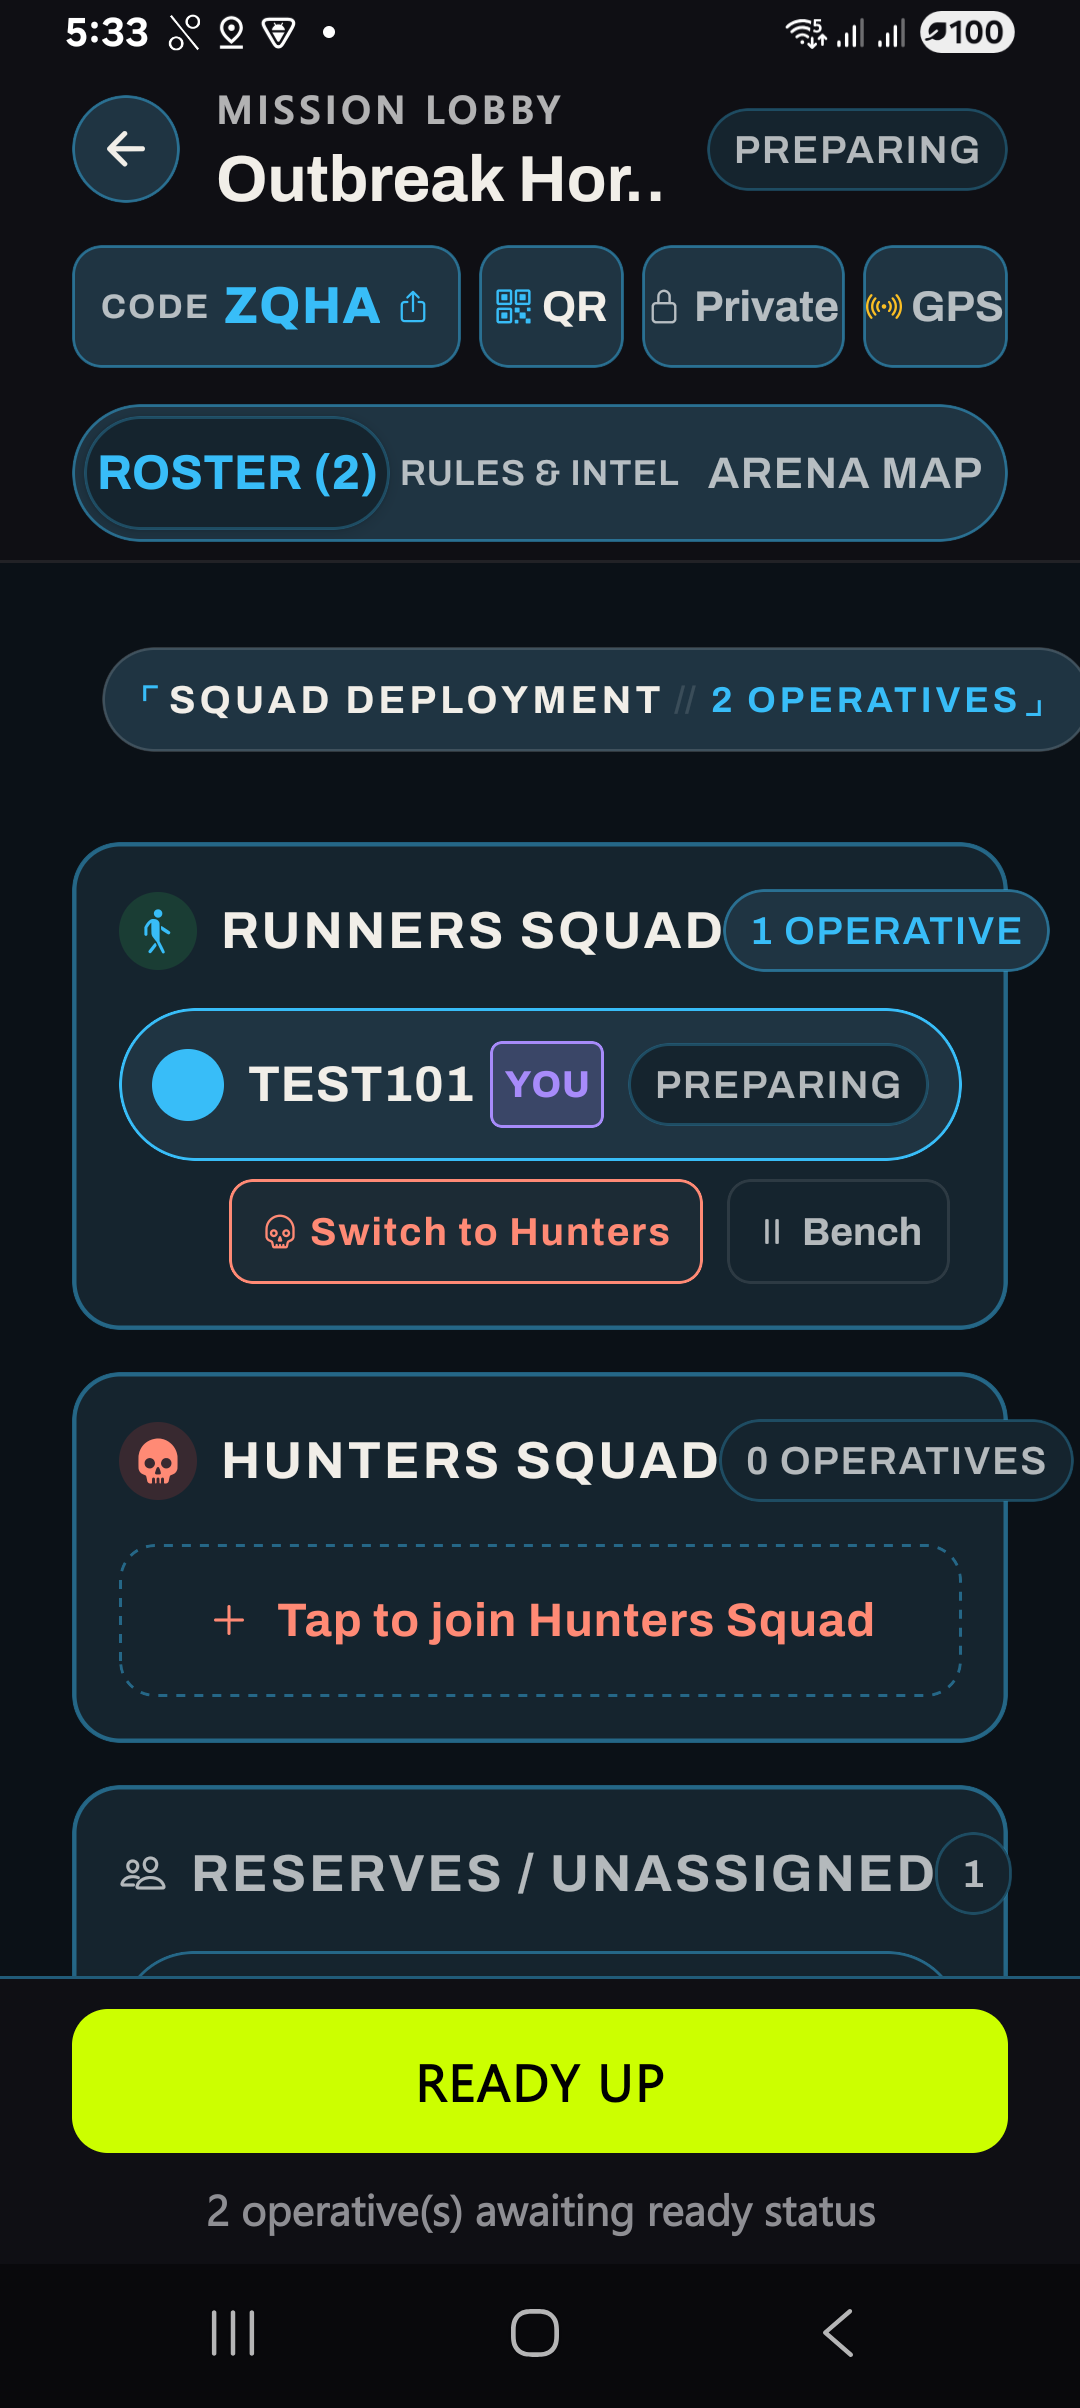 5:33
5
100
MISSION LOBBY
Outbreak Hor..
PREPARING
CODE ZQHA
QR
Private
GPS
ROSTER (2)
RULES & INTEL
ARENA MAP
SQUAD DEPLOYMENT // 2 OPERATIVES
RUNNERS SQUAD
1 OPERATIVE
TEST101
YOU
PREPARING
Switch to Hunters
Bench
HUNTERS SQUAD
0 OPERATIVES
+ Tap to join Hunters Squad
RESERVES / UNASSIGNED
1
READY UP
2 operative(s) awaiting ready status